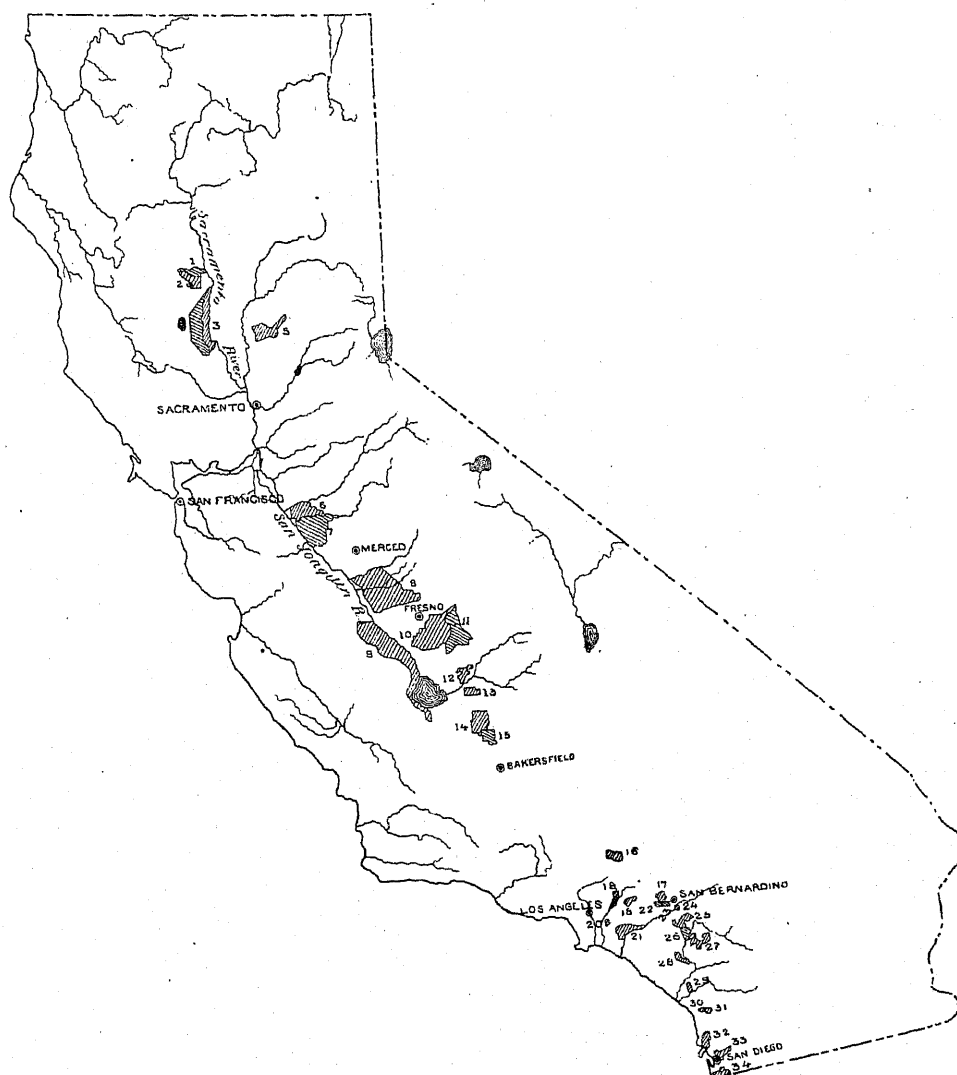 1
2
Sacramento
3
5
River
SACRAMENTO
SAN FRANCISCO
6
7
San Joaquin R.
MERCED
8
FRESNO
11
10
9
12
13
14
15
BAKERSFIELD
16
18
17
SAN BERNARDINO
LOS ANGELES
22
24
25
21
26
27
28
29
30
31
32
33
SAN DIEGO
34